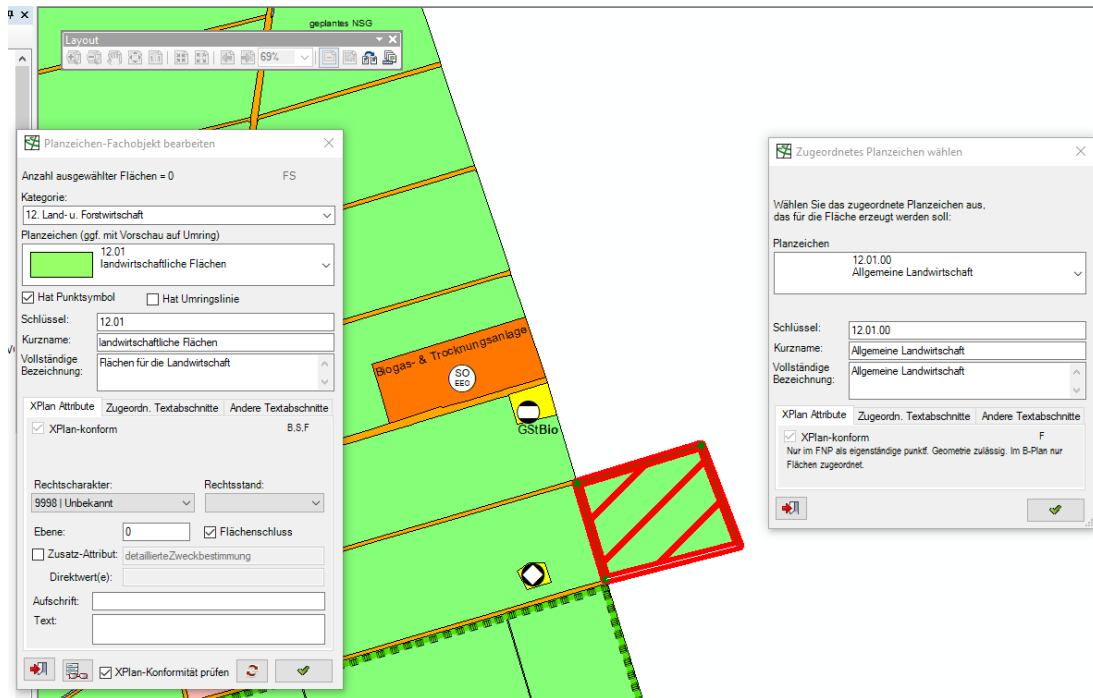 geplantes NSG
Layout
69%
Planzeichen-Fachobjekt bearbeiten
Anzahl ausgewählter Flächen = 0
FS
Kategorie:
12. Land- u. Forstwirtschaft
Planzeichen (ggf. mit Vorschau auf Umring)
12.01
landwirtschaftliche Flächen
Hat Punktsymbol
Hat Umringslinie
Schlüssel:
12.01
Kurzname:
landwirtschaftliche Flächen
Vollständige
Bezeichnung:
Flächen für die Landwirtschaft
XPlan Attribute
Zugeordn. Textabschnitte
Andere Textabschnitte
XPlan-konform
B,S,F
Rechtscharakter:
Rechtsstand:
9998 | Unbekannt
Ebene:
0
Flächenschluss
Zusatz-Attribut:
detaillierteZweckbestimmung
Direktwert(e):
Aufschrift:
Text:
XPlan-Konformität prüfen
Biogas- & Trocknungsanlage
SO
EEG
GStBio
Zugeordnetes Planzeichen wählen
Wählen Sie das zugeordnete Planzeichen aus,
das für die Fläche erzeugt werden soll:
Planzeichen
12.01.00
Allgemeine Landwirtschaft
Schlüssel:
12.01.00
Kurzname:
Allgemeine Landwirtschaft
Vollständige
Bezeichnung:
Allgemeine Landwirtschaft
XPlan Attribute
Zugeordn. Textabschnitte
Andere Textabschnitte
XPlan-konform
F
Nur im FNP als eigenständige punktf. Geometrie zulässig. Im B-Plan nur
Flächen zugeordnet.